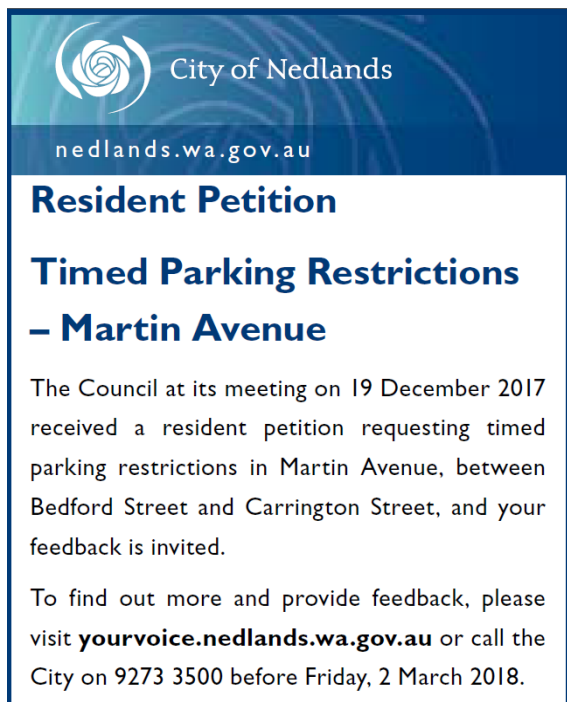 City of Nedlands
nedlands.wa.gov.au
Resident Petition
Timed Parking Restrictions
– Martin Avenue
The Council at its meeting on 19 December 2017
received a resident petition requesting timed
parking restrictions in Martin Avenue, between
Bedford Street and Carrington Street, and your
feedback is invited.
To find out more and provide feedback, please
visit yourvoice.nedlands.wa.gov.au or call the
City on 9273 3500 before Friday, 2 March 2018.